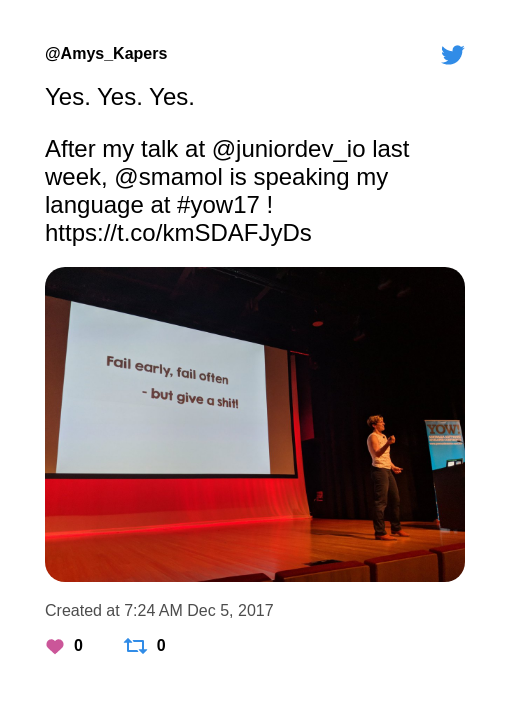 @Amys_Kapers
Yes. Yes. Yes.
After my talk at @juniordev_io last
week, @smamol is speaking my
language at #yow17 !
https://t.co/kmSDAFJyDs
Fail early, fail often
- but give a shit!
YOW!
Created at 7:24 AM Dec 5, 2017
0 0